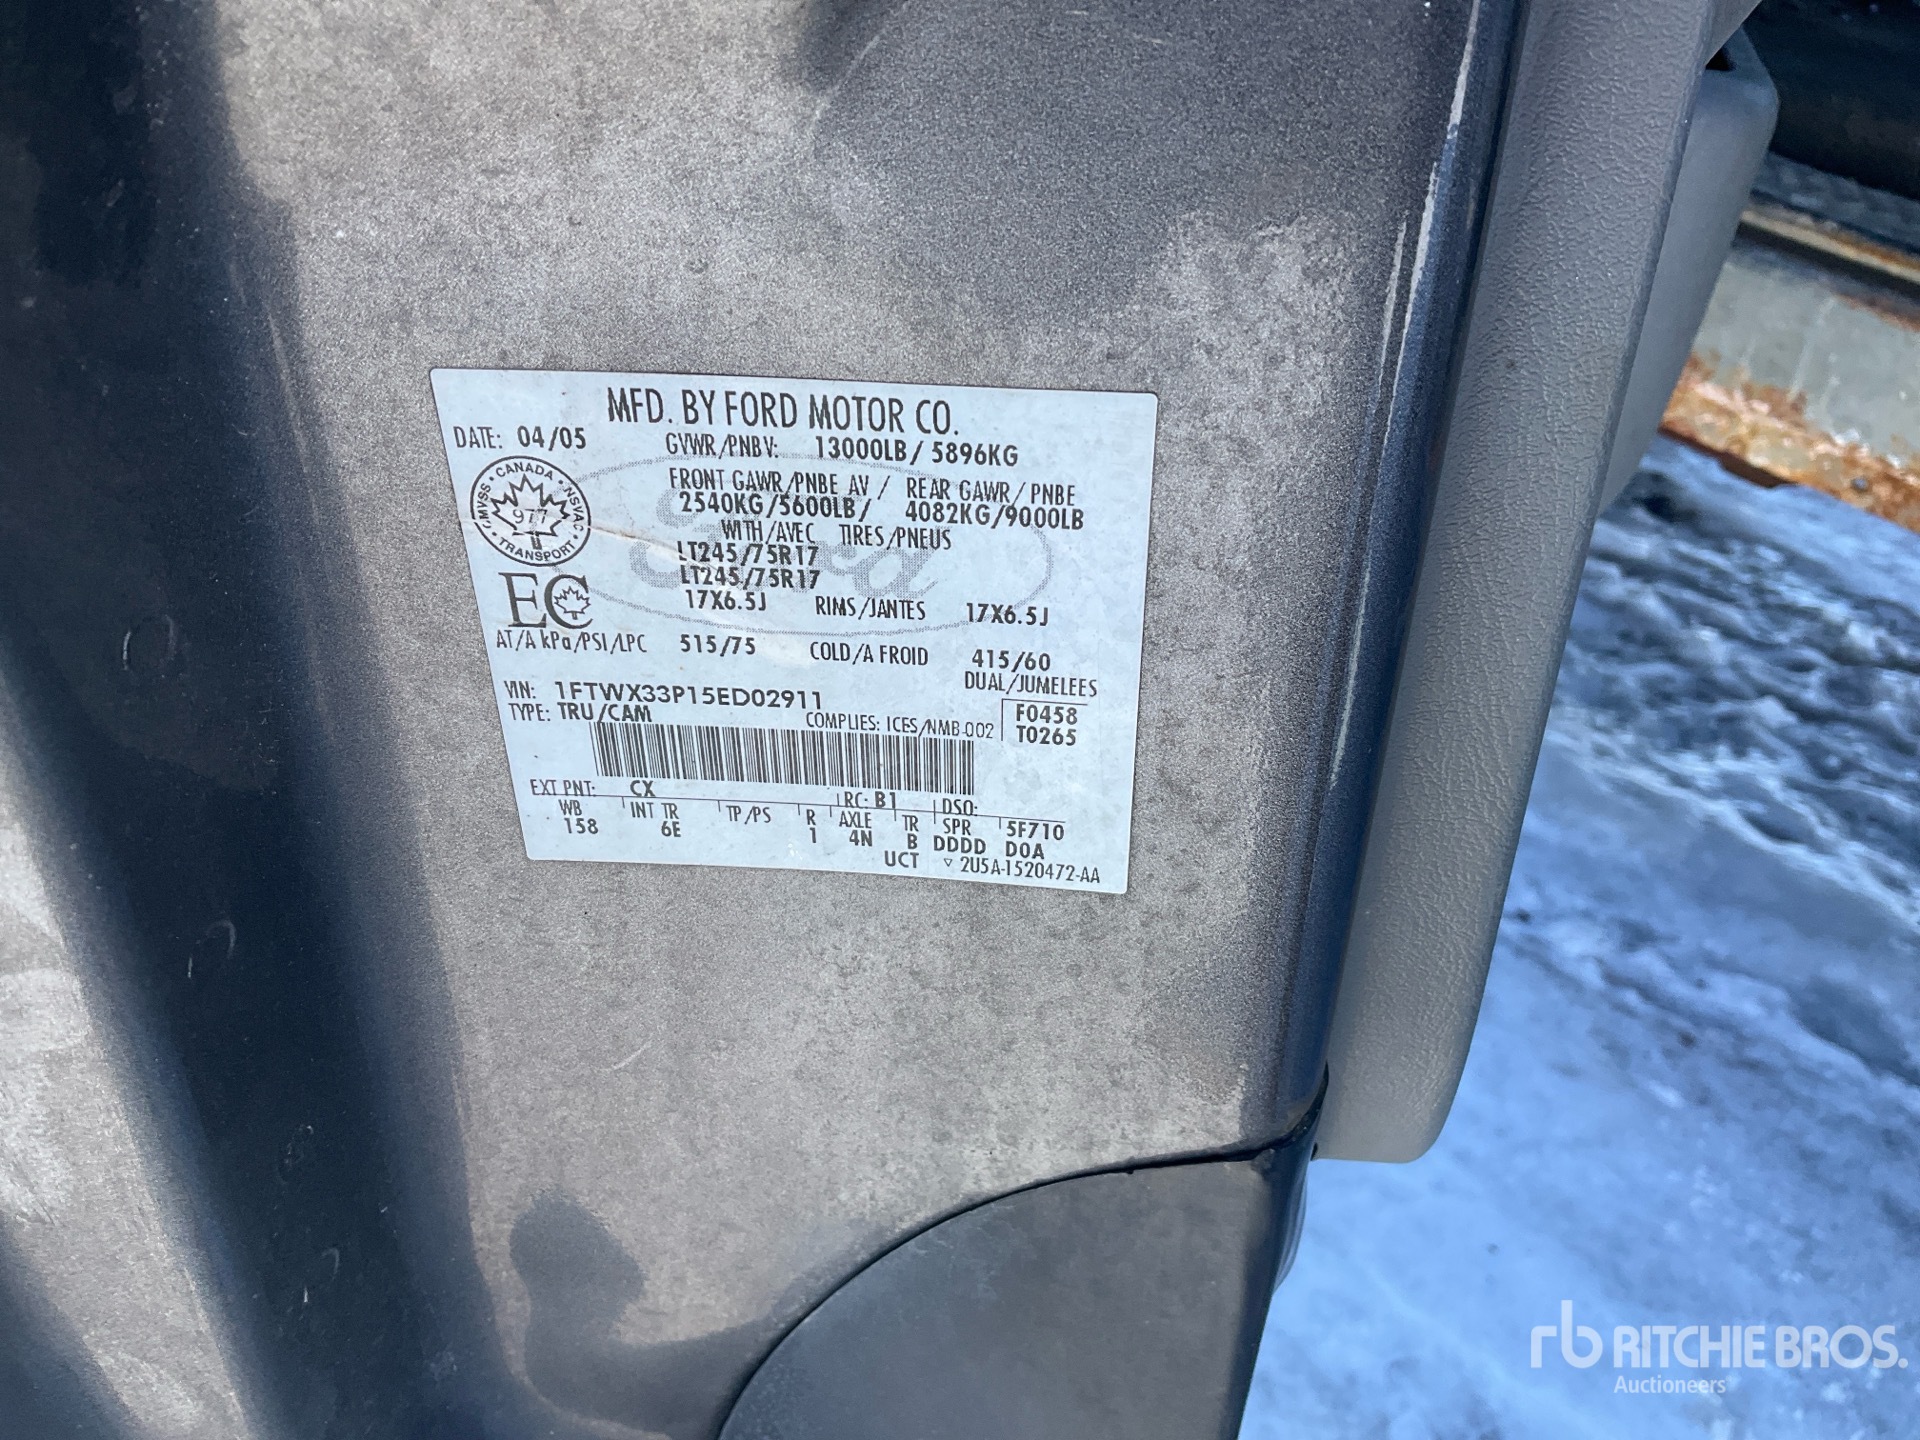 MFD. BY FORD MOTOR CO.
DATE: 04/05
GVWR/PNBV: 13000LB/ 5896KG
FRONT GAWR/PNBE AV / REAR GAWR/ PNBE
2540KG/5600LB/ 4082KG/9000LB
WITH/AVEC TIRES/PNEUS
LT245/75R17
LT245/75R17
17X6.5J RIMS/JANTES 17X6.5J
AT/A kPa/PSI/LPC 515/75 COLD/A FROID 415/60
DUAL/JUMELEES
CANADA
CMVSS
NSVAC
977
TRANSPORT
EC
Ford
VIN: 1FTWX33P15ED02911
TYPE: TRU/CAM
COMPLIES: ICES/NMB-002
F0458
T0265
EXT PNT: CX RC: B1 DSO:
WB INT TR TP/PS R AXLE TR SPR 5F710
158 6E 1 4N B DDDD D0A
UCT ▽ 2U5A-1520472-AA
rb RITCHIE BROS.
Auctioneers